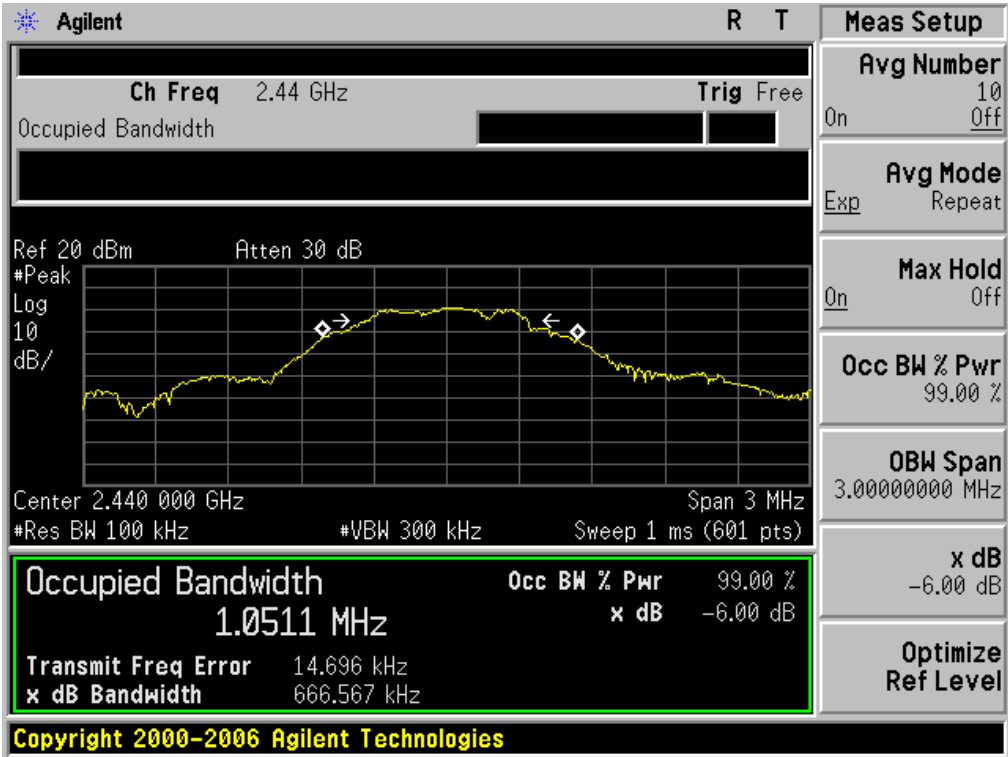 Agilent R T
Ch Freq 2.44 GHz Trig Free
Occupied Bandwidth
Ref 20 dBm Atten 30 dB
#Peak
Log
10
dB/
Center 2.440 000 GHz Span 3 MHz
#Res BW 100 kHz #VBW 300 kHz Sweep 1 ms (601 pts)
Occupied Bandwidth Occ BW % Pwr 99.00 %
1.0511 MHz x dB -6.00 dB
Transmit Freq Error 14.696 kHz
x dB Bandwidth 666.567 kHz
Copyright 2000-2006 Agilent Technologies
Meas Setup
Avg Number
10
On Off
Avg Mode
Exp Repeat
Max Hold
On Off
Occ BW % Pwr
99.00 %
OBW Span
3.00000000 MHz
x dB
-6.00 dB
Optimize
Ref Level